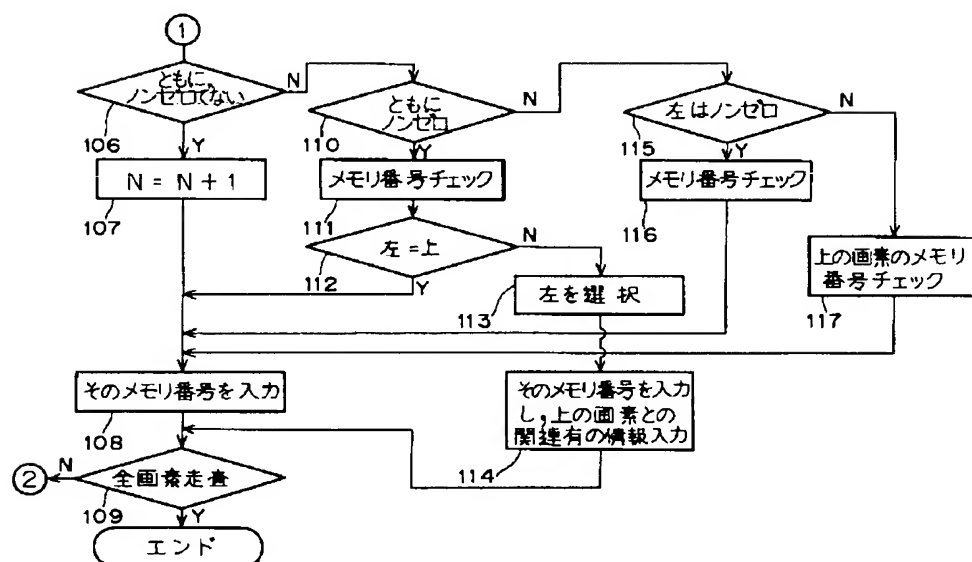 ①
ともに,
ノンゼロでない
N
106
Y
N = N + 1
107
ともに
ノンゼロ
N
110
Y
メモリ番号チェック
111
左 = 上
N
112
Y
左を選択
113
そのメモリ番号を入力
し,上の画素との
関連有の情報入力
114
左はノンゼロ
N
115
Y
メモリ番号チェック
116
上の画素のメモリ
番号チェック
117
そのメモリ番号を入力
108
②
N
全画素走査
109
Y
エンド